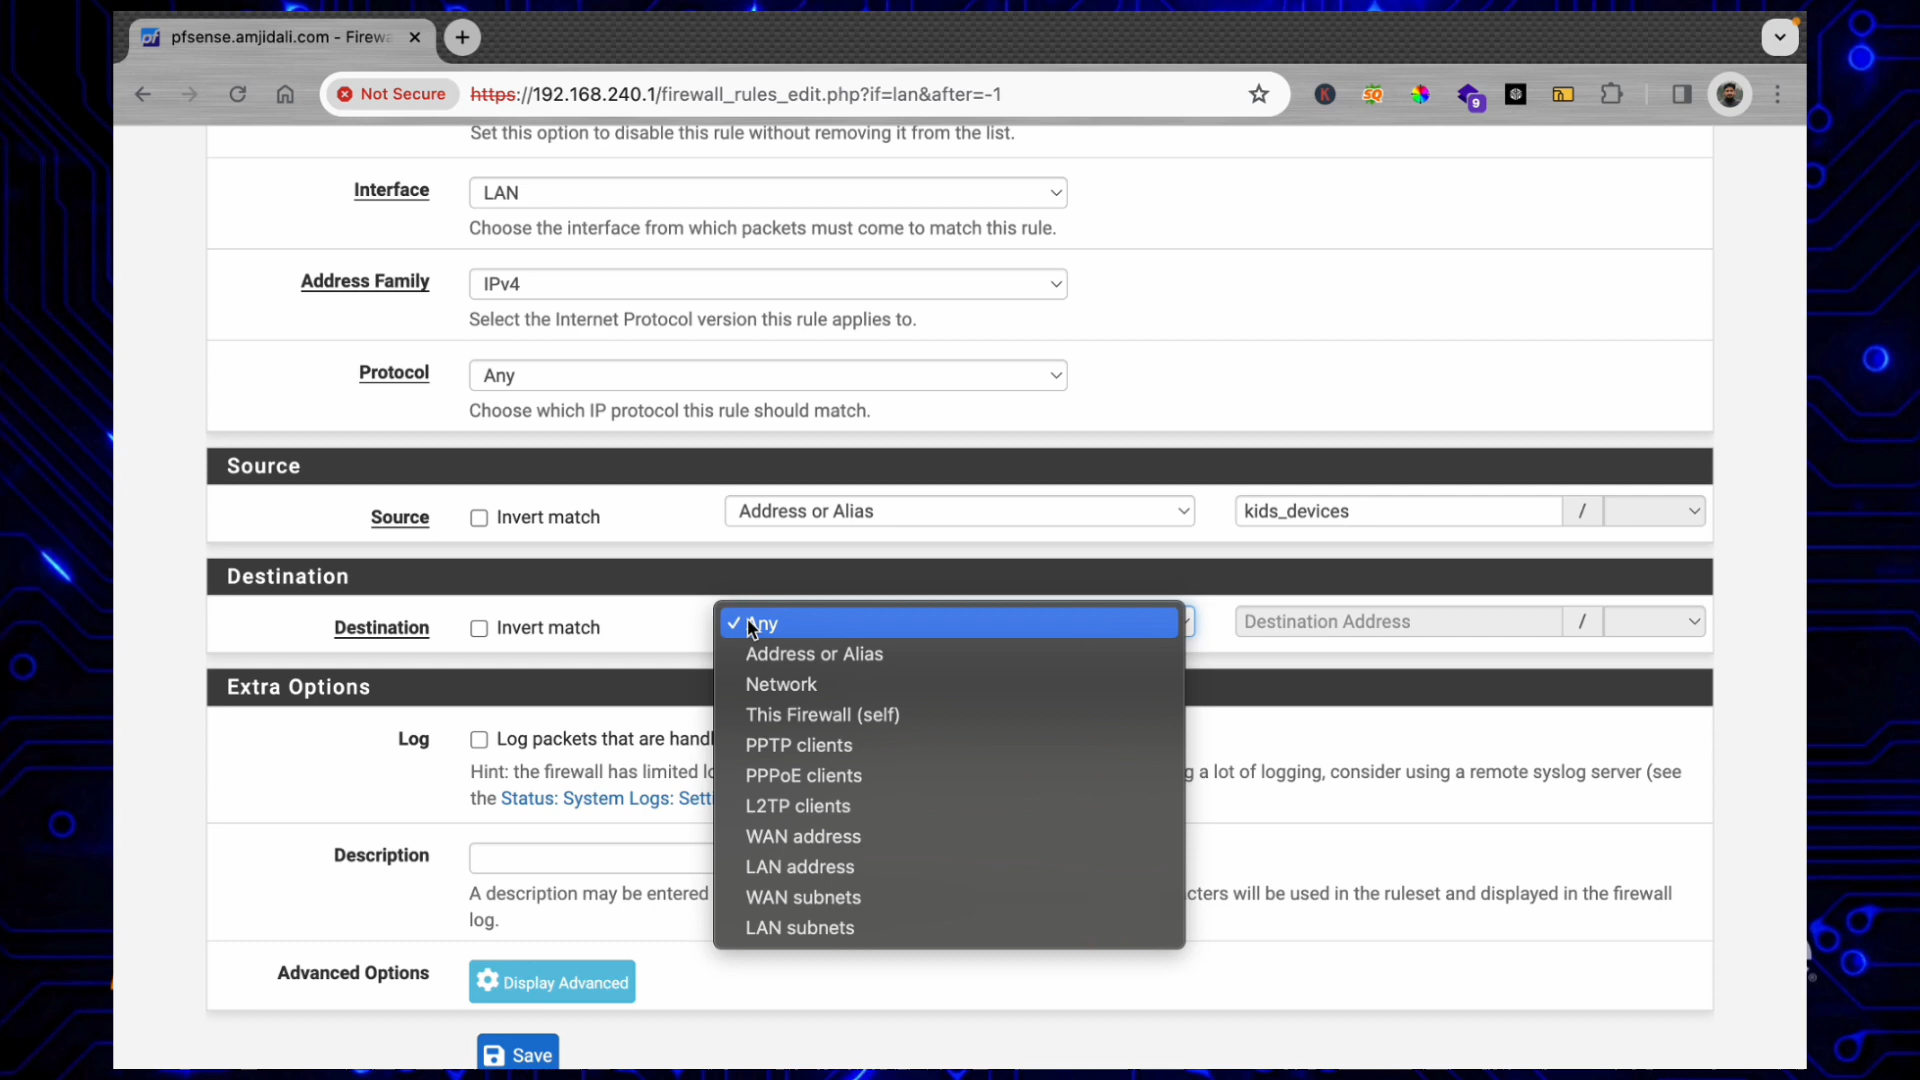 pfsense.amjidali.com - Firewa
Not Secure
https://192.168.240.1/firewall_rules_edit.php?if=lan&after=-1
9
Set this option to disable this rule without removing it from the list.
Interface
LAN
Choose the interface from which packets must come to match this rule.
Address Family
IPv4
Select the Internet Protocol version this rule applies to.
Protocol
Any
Choose which IP protocol this rule should match.
Source
Source
Invert match
Address or Alias
kids_devices
/
Destination
Destination
Invert match
Any
Destination Address
/
Address or Alias
Network
This Firewall (self)
PPTP clients
PPPoE clients
L2TP clients
WAN address
LAN address
WAN subnets
LAN subnets
Extra Options
Log
Log packets that are handl
Hint: the firewall has limited lo g a lot of logging, consider using a remote syslog server (see
the Status: System Logs: Setti
Description
A description may be entered cters will be used in the ruleset and displayed in the firewall
log.
Advanced Options
Display Advanced
Save